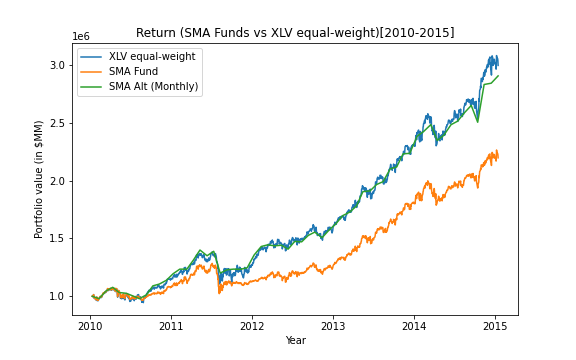 Return (SMA Funds vs XLV equal-weight)[2010-2015]
1e6
XLV equal-weight
SMA Fund
SMA Alt (Monthly)
3.0
2.5
2.0
1.5
1.0
Portfolio value (in $MM)
2010 2011 2012 2013 2014 2015
Year